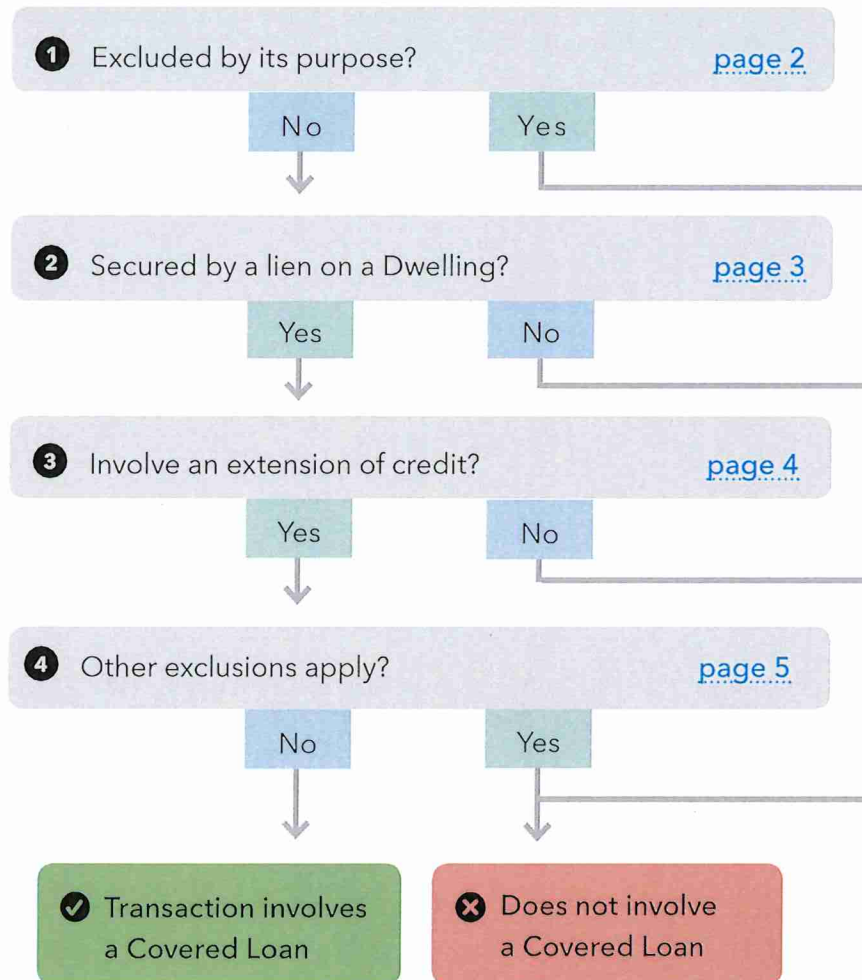 1 Excluded by its purpose? page 2
No Yes
2 Secured by a lien on a Dwelling? page 3
Yes No
3 Involve an extension of credit? page 4
Yes No
4 Other exclusions apply? page 5
No Yes
Transaction involves
a Covered Loan
Does not involve
a Covered Loan